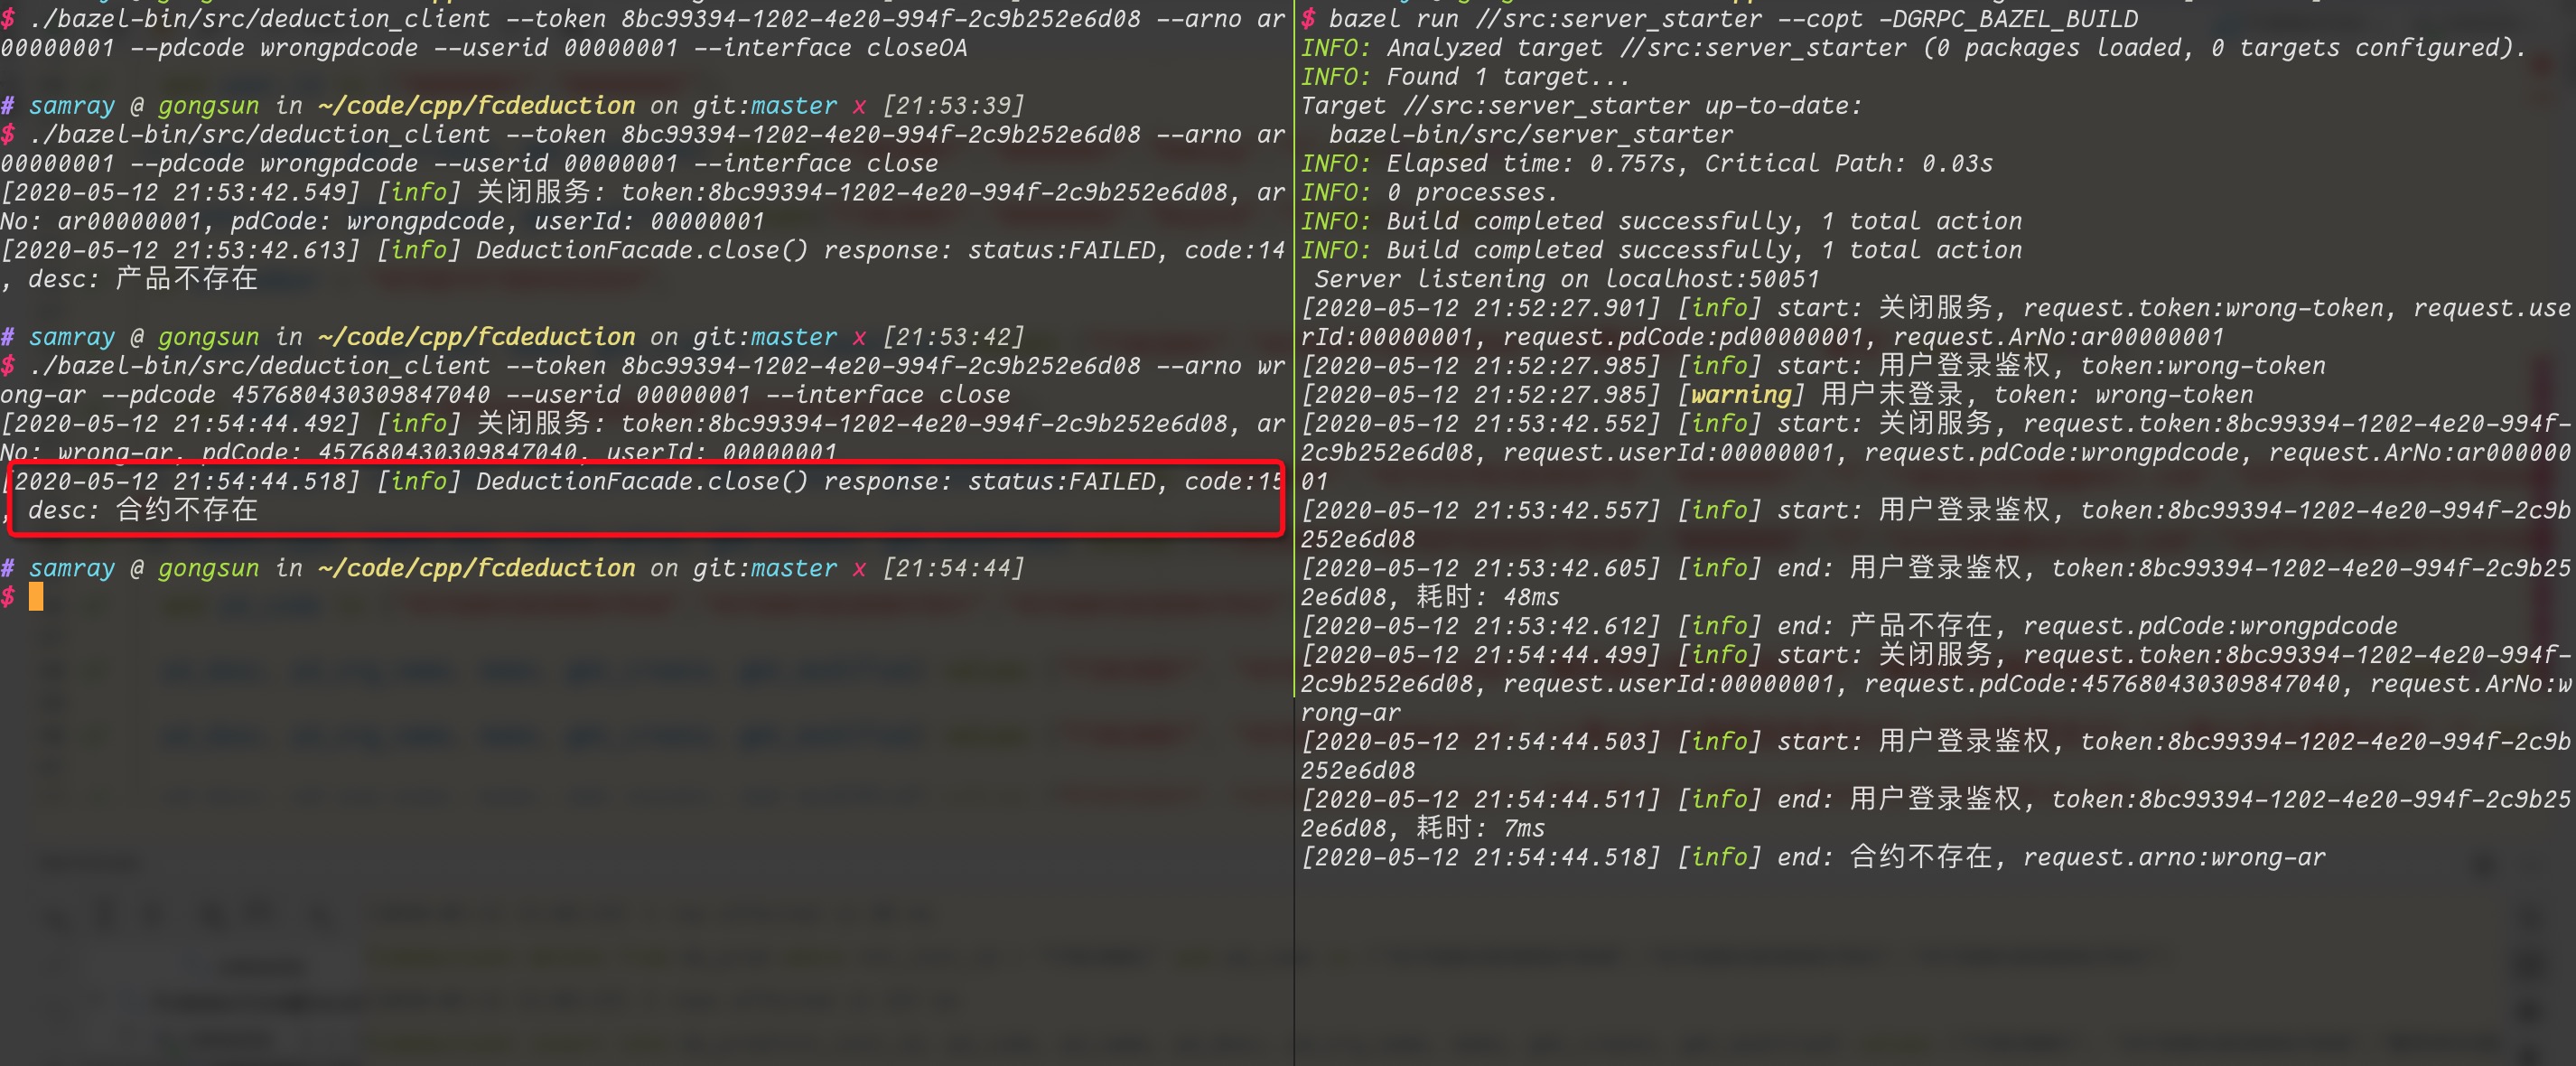 $ ./bazel-bin/src/deduction_client --token 8bc99394-1202-4e20-994f-2c9b252e6d08 --arno ar
00000001 --pdcode wrongpdcode --userid 00000001 --interface closeOA
# samray @ gongsun in ~/code/cpp/fcdeduction on git:master x [21:53:39]
$ ./bazel-bin/src/deduction_client --token 8bc99394-1202-4e20-994f-2c9b252e6d08 --arno ar
00000001 --pdcode wrongpdcode --userid 00000001 --interface close
[2020-05-12 21:53:42.549] [info] 关闭服务: token:8bc99394-1202-4e20-994f-2c9b252e6d08, ar
No: ar00000001, pdCode: wrongpdcode, userId: 00000001
[2020-05-12 21:53:42.613] [info] DeductionFacade.close() response: status:FAILED, code:14
, desc: 产品不存在
# samray @ gongsun in ~/code/cpp/fcdeduction on git:master x [21:53:42]
$ ./bazel-bin/src/deduction_client --token 8bc99394-1202-4e20-994f-2c9b252e6d08 --arno wr
ong-ar --pdcode 457680430309847040 --userid 00000001 --interface close
[2020-05-12 21:54:44.492] [info] 关闭服务: token:8bc99394-1202-4e20-994f-2c9b252e6d08, ar
No: wrong-ar, pdCode: 457680430309847040, userId: 00000001
[2020-05-12 21:54:44.518] [info] DeductionFacade.close() response: status:FAILED, code:15
, desc: 合约不存在
# samray @ gongsun in ~/code/cpp/fcdeduction on git:master x [21:54:44]
$
$ bazel run //src:server_starter --copt -DGRPC_BAZEL_BUILD
INFO: Analyzed target //src:server_starter (0 packages loaded, 0 targets configured).
INFO: Found 1 target...
Target //src:server_starter up-to-date:
bazel-bin/src/server_starter
INFO: Elapsed time: 0.757s, Critical Path: 0.03s
INFO: 0 processes.
INFO: Build completed successfully, 1 total action
INFO: Build completed successfully, 1 total action
Server listening on localhost:50051
[2020-05-12 21:52:27.901] [info] start: 关闭服务, request.token:wrong-token, request.use
rId:00000001, request.pdCode:pd00000001, request.ArNo:ar00000001
[2020-05-12 21:52:27.985] [info] start: 用户登录鉴权, token:wrong-token
[2020-05-12 21:52:27.985] [warning] 用户未登录, token: wrong-token
[2020-05-12 21:53:42.552] [info] start: 关闭服务, request.token:8bc99394-1202-4e20-994f-
2c9b252e6d08, request.userId:00000001, request.pdCode:wrongpdcode, request.ArNo:ar000000
01
[2020-05-12 21:53:42.557] [info] start: 用户登录鉴权, token:8bc99394-1202-4e20-994f-2c9b
252e6d08
[2020-05-12 21:53:42.605] [info] end: 用户登录鉴权, token:8bc99394-1202-4e20-994f-2c9b25
2e6d08, 耗时: 48ms
[2020-05-12 21:53:42.612] [info] end: 产品不存在, request.pdCode:wrongpdcode
[2020-05-12 21:54:44.499] [info] start: 关闭服务, request.token:8bc99394-1202-4e20-994f-
2c9b252e6d08, request.userId:00000001, request.pdCode:457680430309847040, request.ArNo:w
rong-ar
[2020-05-12 21:54:44.503] [info] start: 用户登录鉴权, token:8bc99394-1202-4e20-994f-2c9b
252e6d08
[2020-05-12 21:54:44.511] [info] end: 用户登录鉴权, token:8bc99394-1202-4e20-994f-2c9b25
2e6d08, 耗时: 7ms
[2020-05-12 21:54:44.518] [info] end: 合约不存在, request.arno:wrong-ar